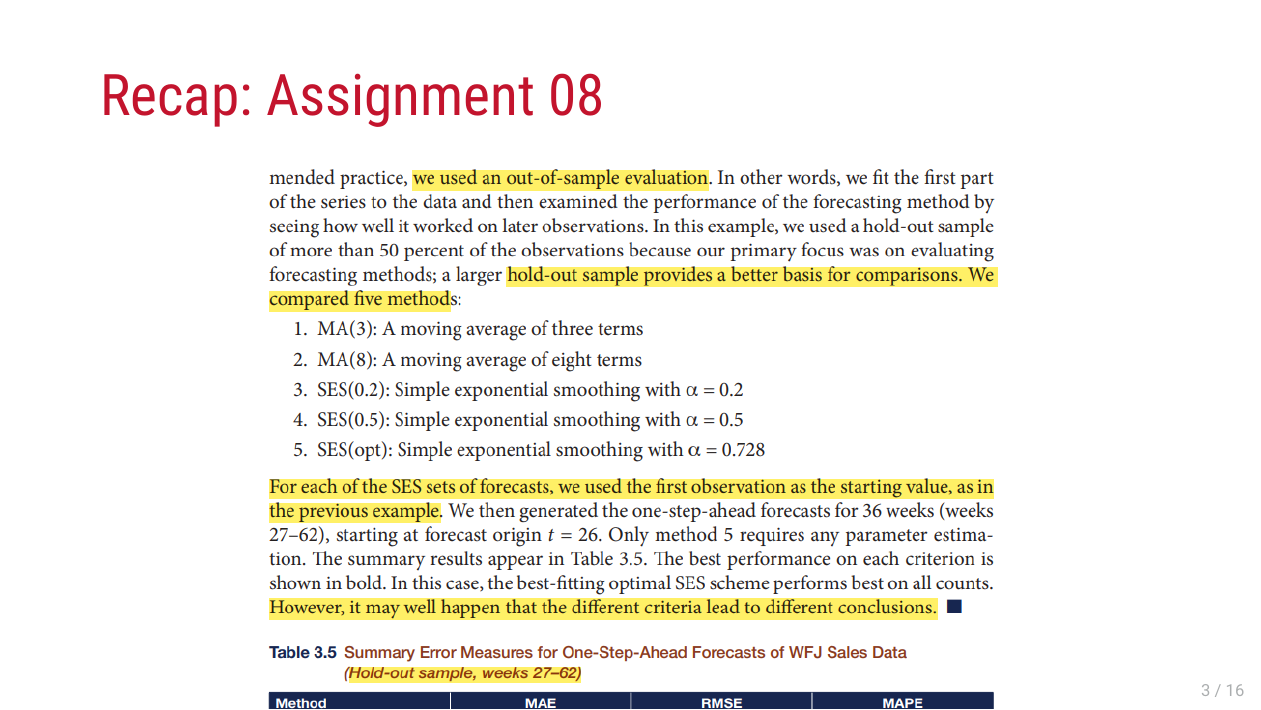 Recap: Assignment 08
mended practice, we used an out-of-sample evaluation. In other words, we fit the first part
of the series to the data and then examined the performance of the forecasting method by
seeing how well it worked on later observations. In this example, we used a hold-out sample
of more than 50 percent of the observations because our primary focus was on evaluating
forecasting methods; a larger hold-out sample provides a better basis for comparisons. We
compared five methods:
1. MA(3): A moving average of three terms
2. MA(8): A moving average of eight terms
3. SES(0.2): Simple exponential smoothing with α = 0.2
4. SES(0.5): Simple exponential smoothing with α = 0.5
5. SES(opt): Simple exponential smoothing with α = 0.728
For each of the SES sets of forecasts, we used the first observation as the starting value, as in
the previous example. We then generated the one-step-ahead forecasts for 36 weeks (weeks
27–62), starting at forecast origin t = 26. Only method 5 requires any parameter estima-
tion. The summary results appear in Table 3.5. The best performance on each criterion is
shown in bold. In this case, the best-fitting optimal SES scheme performs best on all counts.
However, it may well happen that the different criteria lead to different conclusions. ■
Table 3.5 Summary Error Measures for One-Step-Ahead Forecasts of WFJ Sales Data
(Hold-out sample, weeks 27–62)
Method MAE RMSE MAPE
3 / 16